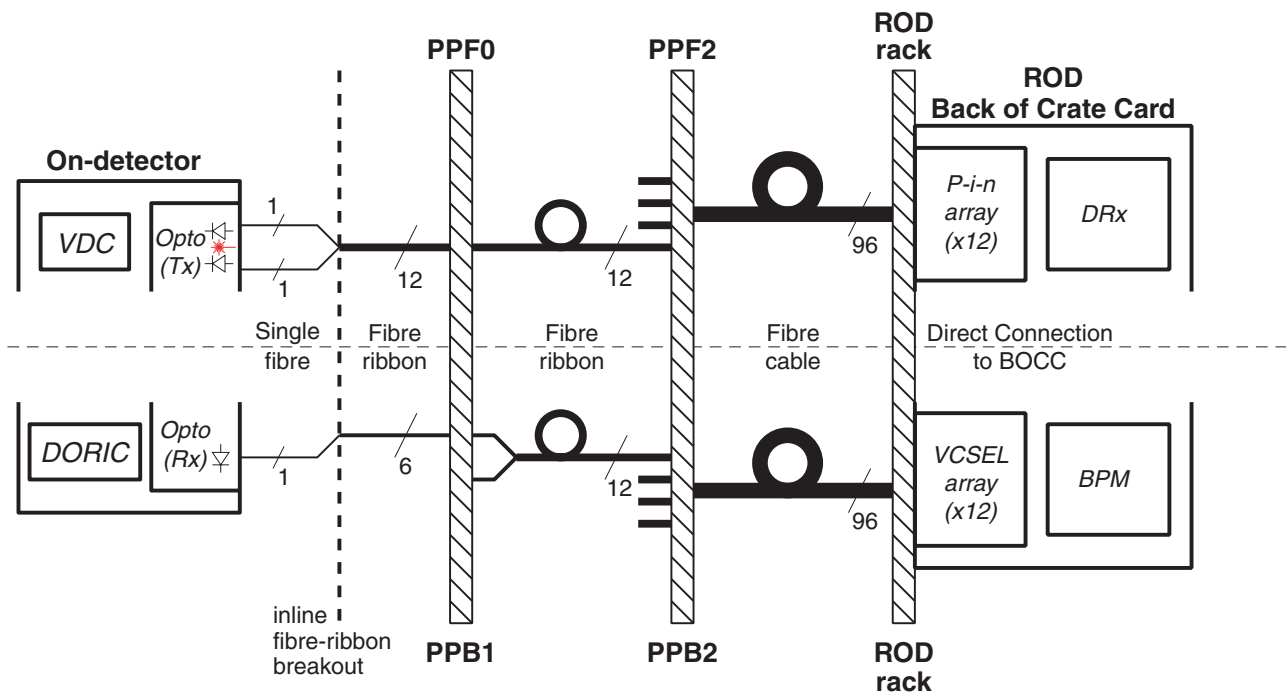 PPF0
PPF2
ROD
rack
ROD
Back of Crate Card
On-detector
VDC
Opto
(Tx)
1
1
12
12
96
P-i-n
array
(x12)
DRx
Single
fibre
Fibre
ribbon
Fibre
ribbon
Fibre
cable
Direct Connection
to BOCC
DORIC
Opto
(Rx)
1
6
12
96
VCSEL
array
(x12)
BPM
inline
fibre-ribbon
breakout
PPB1
PPB2
ROD
rack